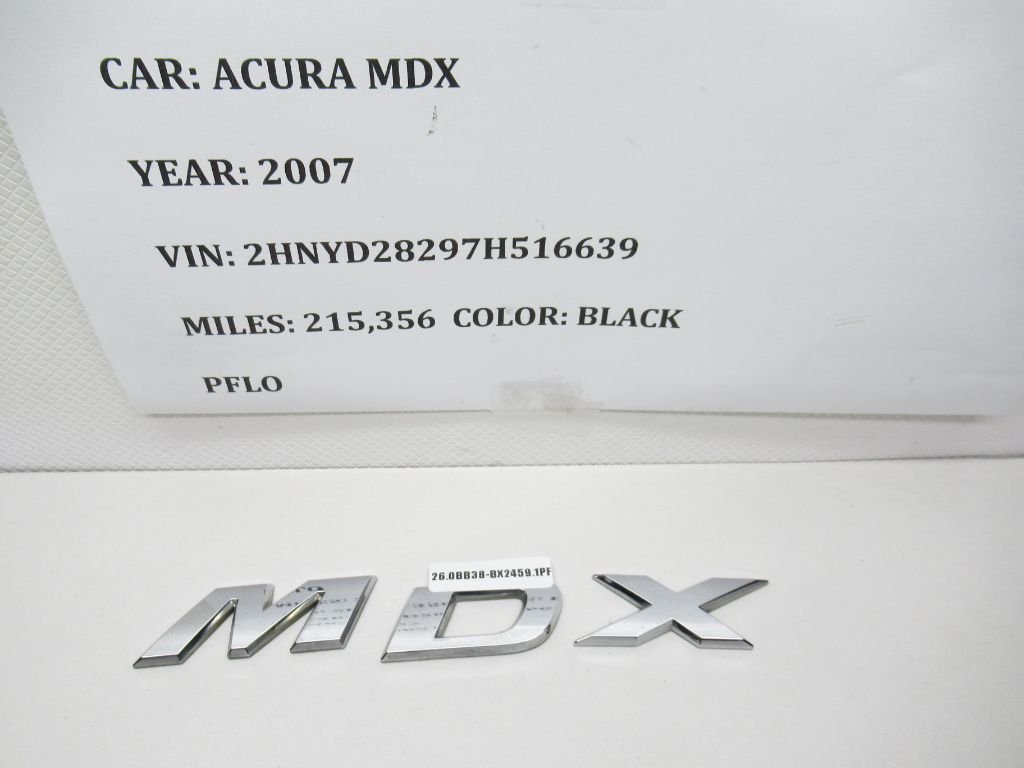 CAR: ACURA MDX
YEAR: 2007
VIN: 2HNYD28297H516639
MILES: 215,356 COLOR: BLACK
PFLO
26.0BB38-BX2459.1PF
MDX